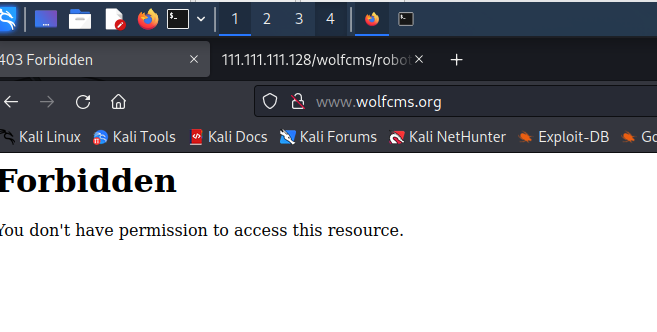 1 2 3 4
403 Forbidden 111.111.111.128/wolfcms/robot
www.wolfcms.org
Kali Linux Kali Tools Kali Docs Kali Forums Kali NetHunter Exploit-DB Go
Forbidden
You don't have permission to access this resource.